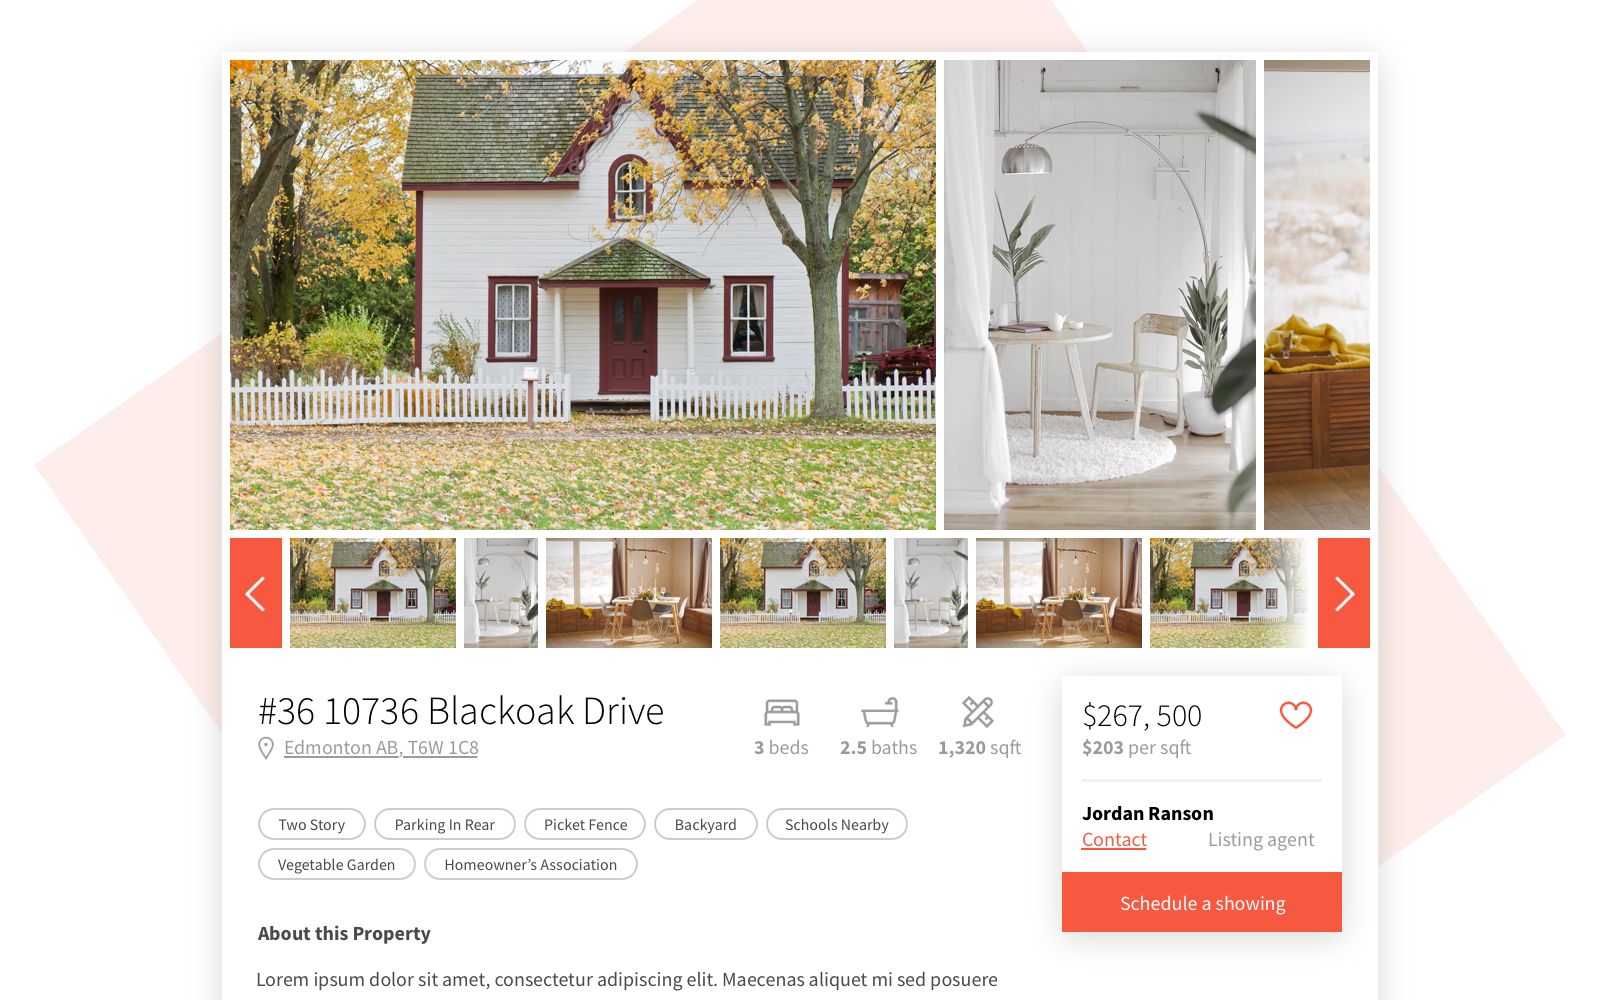 #36 10736 Blackoak Drive
Edmonton AB, T6W 1C8
3 beds
2.5 baths
1,320 sqft
$267, 500
$203 per sqft
Jordan Ranson
Contact
Listing agent
Schedule a showing
Two Story
Parking In Rear
Picket Fence
Backyard
Schools Nearby
Vegetable Garden
Homeowner’s Association
About this Property
Lorem ipsum dolor sit amet, consectetur adipiscing elit. Maecenas aliquet mi sed posuere